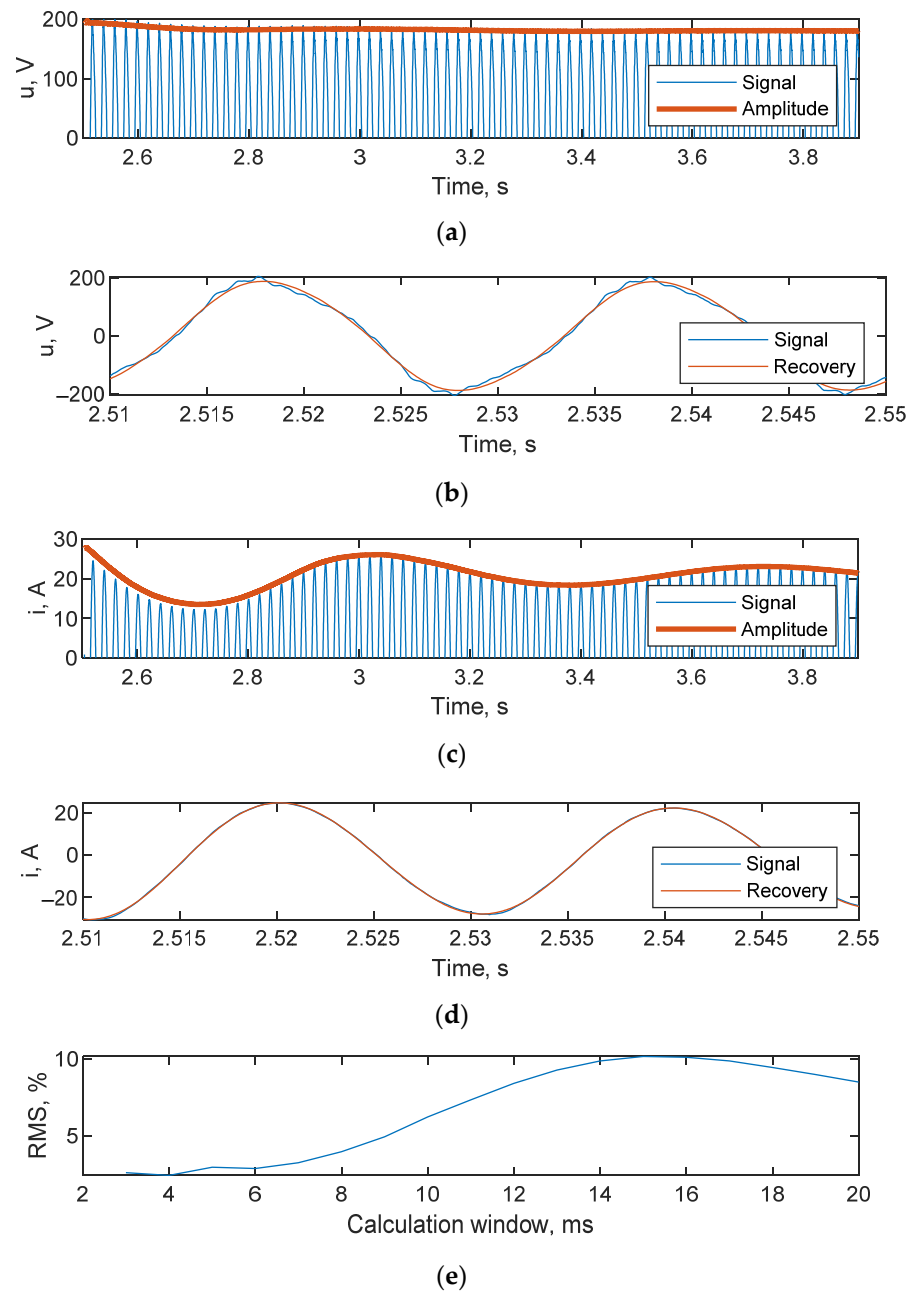 200
100
0
u, V
Signal
Amplitude
2.6 2.8 3 3.2 3.4 3.6 3.8
Time, s
(a)
200
0
−200
u, V
Signal
Recovery
2.51 2.515 2.52 2.525 2.53 2.535 2.54 2.545 2.55
Time, s
(b)
30
20
10
0
i, A
Signal
Amplitude
2.6 2.8 3 3.2 3.4 3.6 3.8
Time, s
(c)
20
0
−20
i, A
Signal
Recovery
2.51 2.515 2.52 2.525 2.53 2.535 2.54 2.545 2.55
Time, s
(d)
10
5
RMS, %
2 4 6 8 10 12 14 16 18 20
Calculation window, ms
(e)